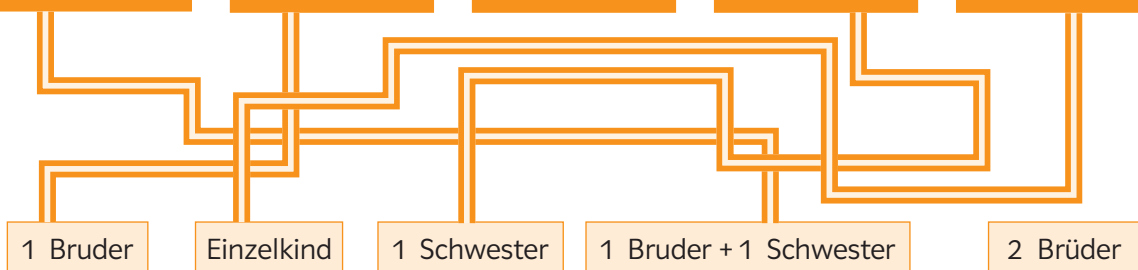 1 Bruder
Einzelkind
1 Schwester
1 Bruder + 1 Schwester
2 Brüder